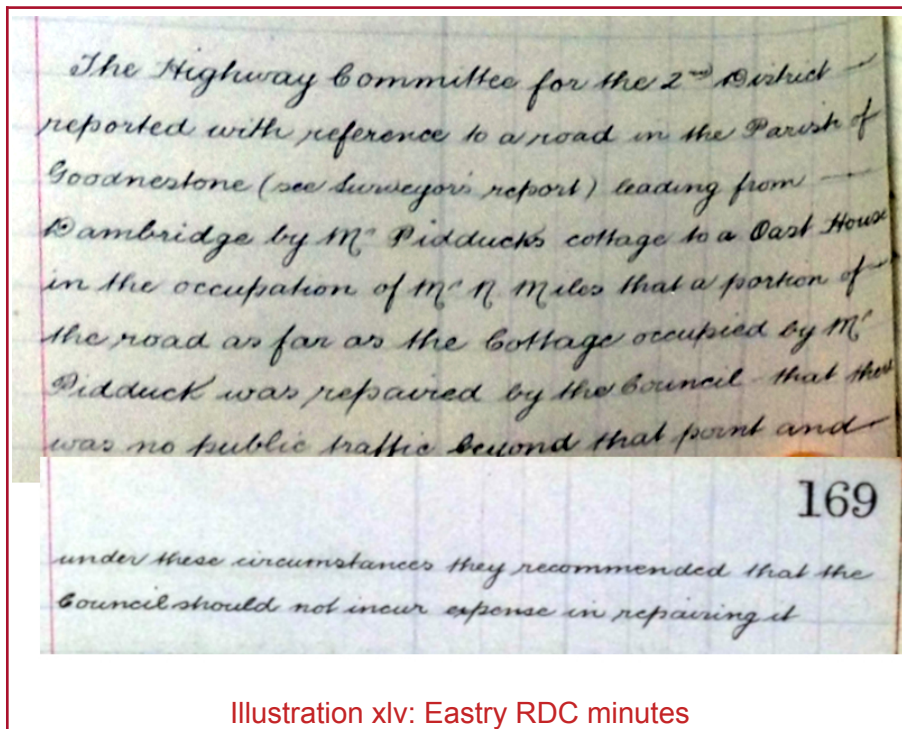 The Highway Committee for the 2nd District —
reported with reference to a road in the Parish of
Goodnestone (see Surveyor's report) leading from —
Dambridge by Mr Pidduck's cottage to a Oast House
in the occupation of Mr N. Miles that a portion of
the road as far as the Cottage occupied by Mr
Pidduck was repaired by the Council - that there
was no public traffic beyond that point and
169
under these circumstances they recommended that the
Council should not incur expense in repairing it
Illustration xlv: Eastry RDC minutes